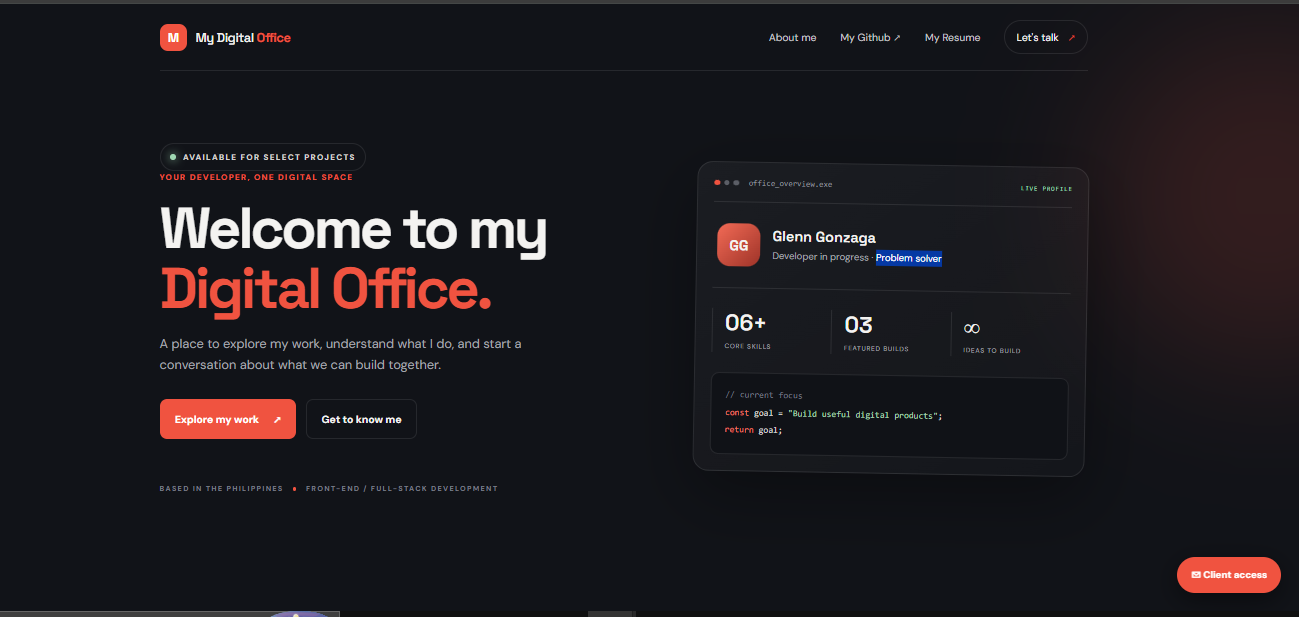 M My Digital Office
About me My Github ↗ My Resume Let's talk ↗
AVAILABLE FOR SELECT PROJECTS
YOUR DEVELOPER, ONE DIGITAL SPACE
Welcome to my
Digital Office.
A place to explore my work, understand what I do, and start a
conversation about what we can build together.
Explore my work ↗ Get to know me
BASED IN THE PHILIPPINES • FRONT-END / FULL-STACK DEVELOPMENT
office_overview.exe LIVE PROFILE
GG
Glenn Gonzaga
Developer in progress · Problem solver
06+
CORE SKILLS
03
FEATURED BUILDS
∞
IDEAS TO BUILD
// current focus
const goal = "Build useful digital products";
return goal;
✉ Client access